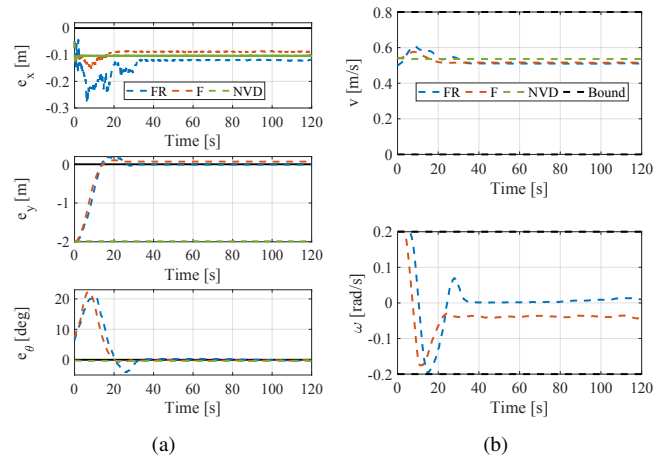 0
-0.1
-0.2
-0.3
e_x [m]
FR F NVD
0 20 40 60 80 100 120
Time [s]
0
-1
-2
e_y [m]
0 20 40 60 80 100 120
Time [s]
20
10
0
e_θ [deg]
0 20 40 60 80 100 120
Time [s]
(a)
0.8
0.6
0.4
0.2
0
v [m/s]
FR F NVD Bound
0 20 40 60 80 100 120
Time [s]
0.2
0.1
0
-0.1
-0.2
ω [rad/s]
0 20 40 60 80 100 120
Time [s]
(b)